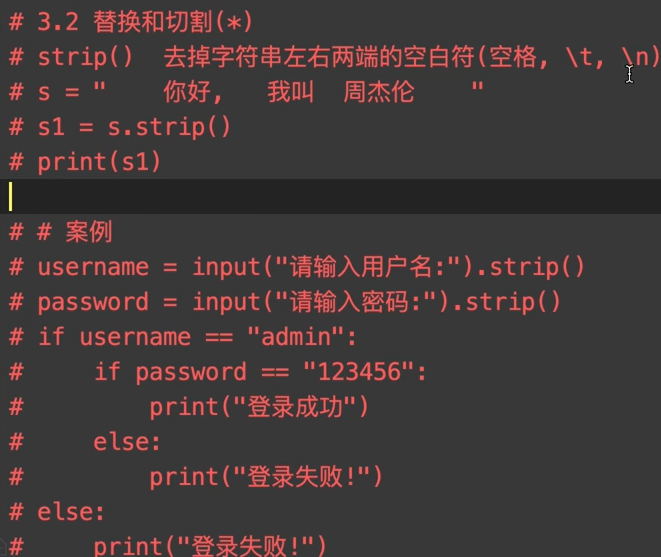 # 3.2 替换和切割(*)
# strip()  去掉字符串左右两端的空白符(空格, \t, \n)
# s = "    你好,   我叫  周杰伦    "
# s1 = s.strip()
# print(s1)
# # 案例
# username = input("请输入用户名:").strip()
# password = input("请输入密码:").strip()
# if username == "admin":
#     if password == "123456":
#         print("登录成功")
#     else:
#         print("登录失败!")
# else:
#     print("登录失败!")